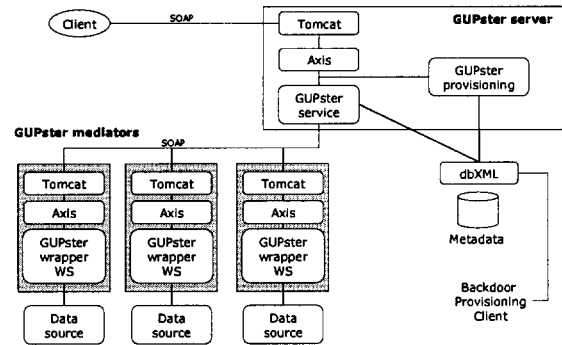 Client
SOAP
Tomcat
GUPster server
Axis
GUPster
provisioning
GUPster
service
GUPster mediators
SOAP
Tomcat
Tomcat
Tomcat
dbXML
Axis
Axis
Axis
GUPster
wrapper
WS
GUPster
wrapper
WS
GUPster
wrapper
WS
Metadata
Backdoor
Provisioning
Client
Data
source
Data
source
Data
source